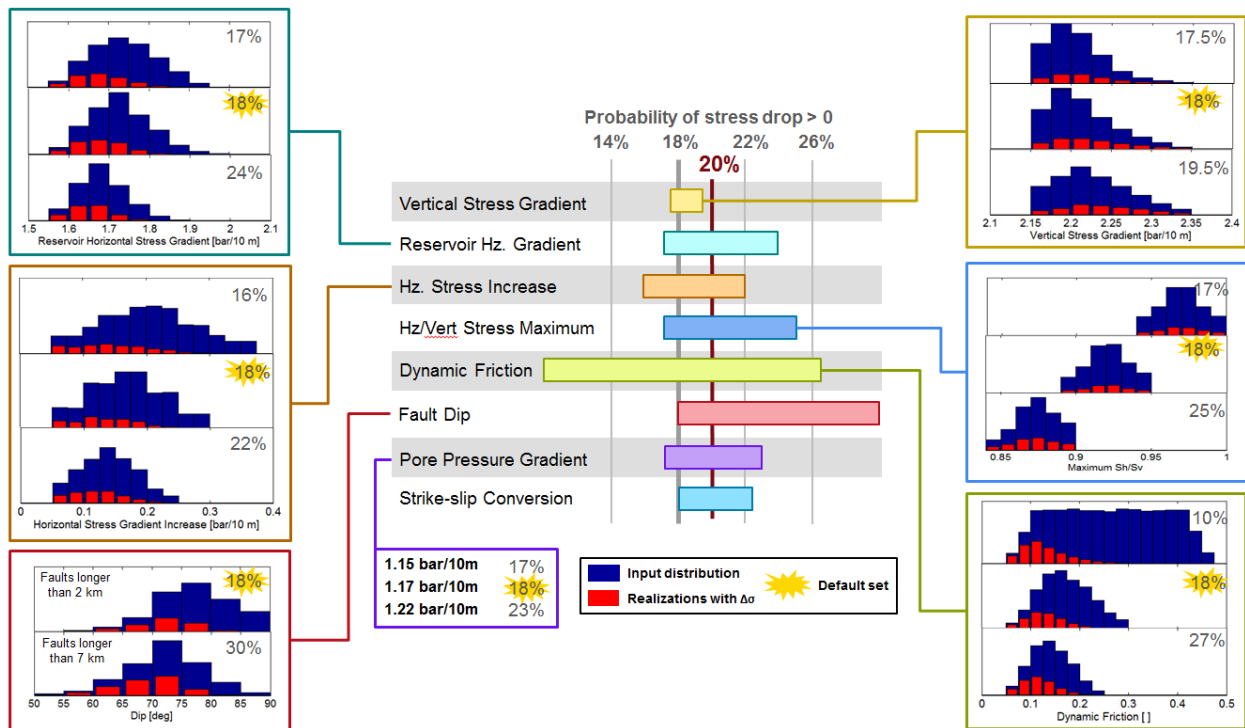 17%
18%
24%
1.5 1.6 1.7 1.8 1.9 2 2.1
Reservoir Horizontal Stress Gradient [bar/10 m]
16%
18%
22%
0 0.1 0.2 0.3 0.4
Horizontal Stress Gradient Increase [bar/10 m]
Faults longer
than 2 km
18%
Faults longer
than 7 km
30%
50 55 60 65 70 75 80 85 90
Dip [deg]
Probability of stress drop > 0
14% 18% 22% 26%
20%
Vertical Stress Gradient
Reservoir Hz. Gradient
Hz. Stress Increase
Hz/Vert Stress Maximum
Dynamic Friction
Fault Dip
Pore Pressure Gradient
Strike-slip Conversion
1.15 bar/10m 17%
1.17 bar/10m 18%
1.22 bar/10m 23%
Input distribution
Realizations with Δσ
Default set
17.5%
18%
19.5%
2.1 2.15 2.2 2.25 2.3 2.35 2.4
Vertical Stress Gradient [bar/10 m]
17%
18%
25%
0.85 0.9 0.95 1
Maximum Sh/Sv
10%
18%
27%
0 0.1 0.2 0.3 0.4 0.5
Dynamic Friction [ ]